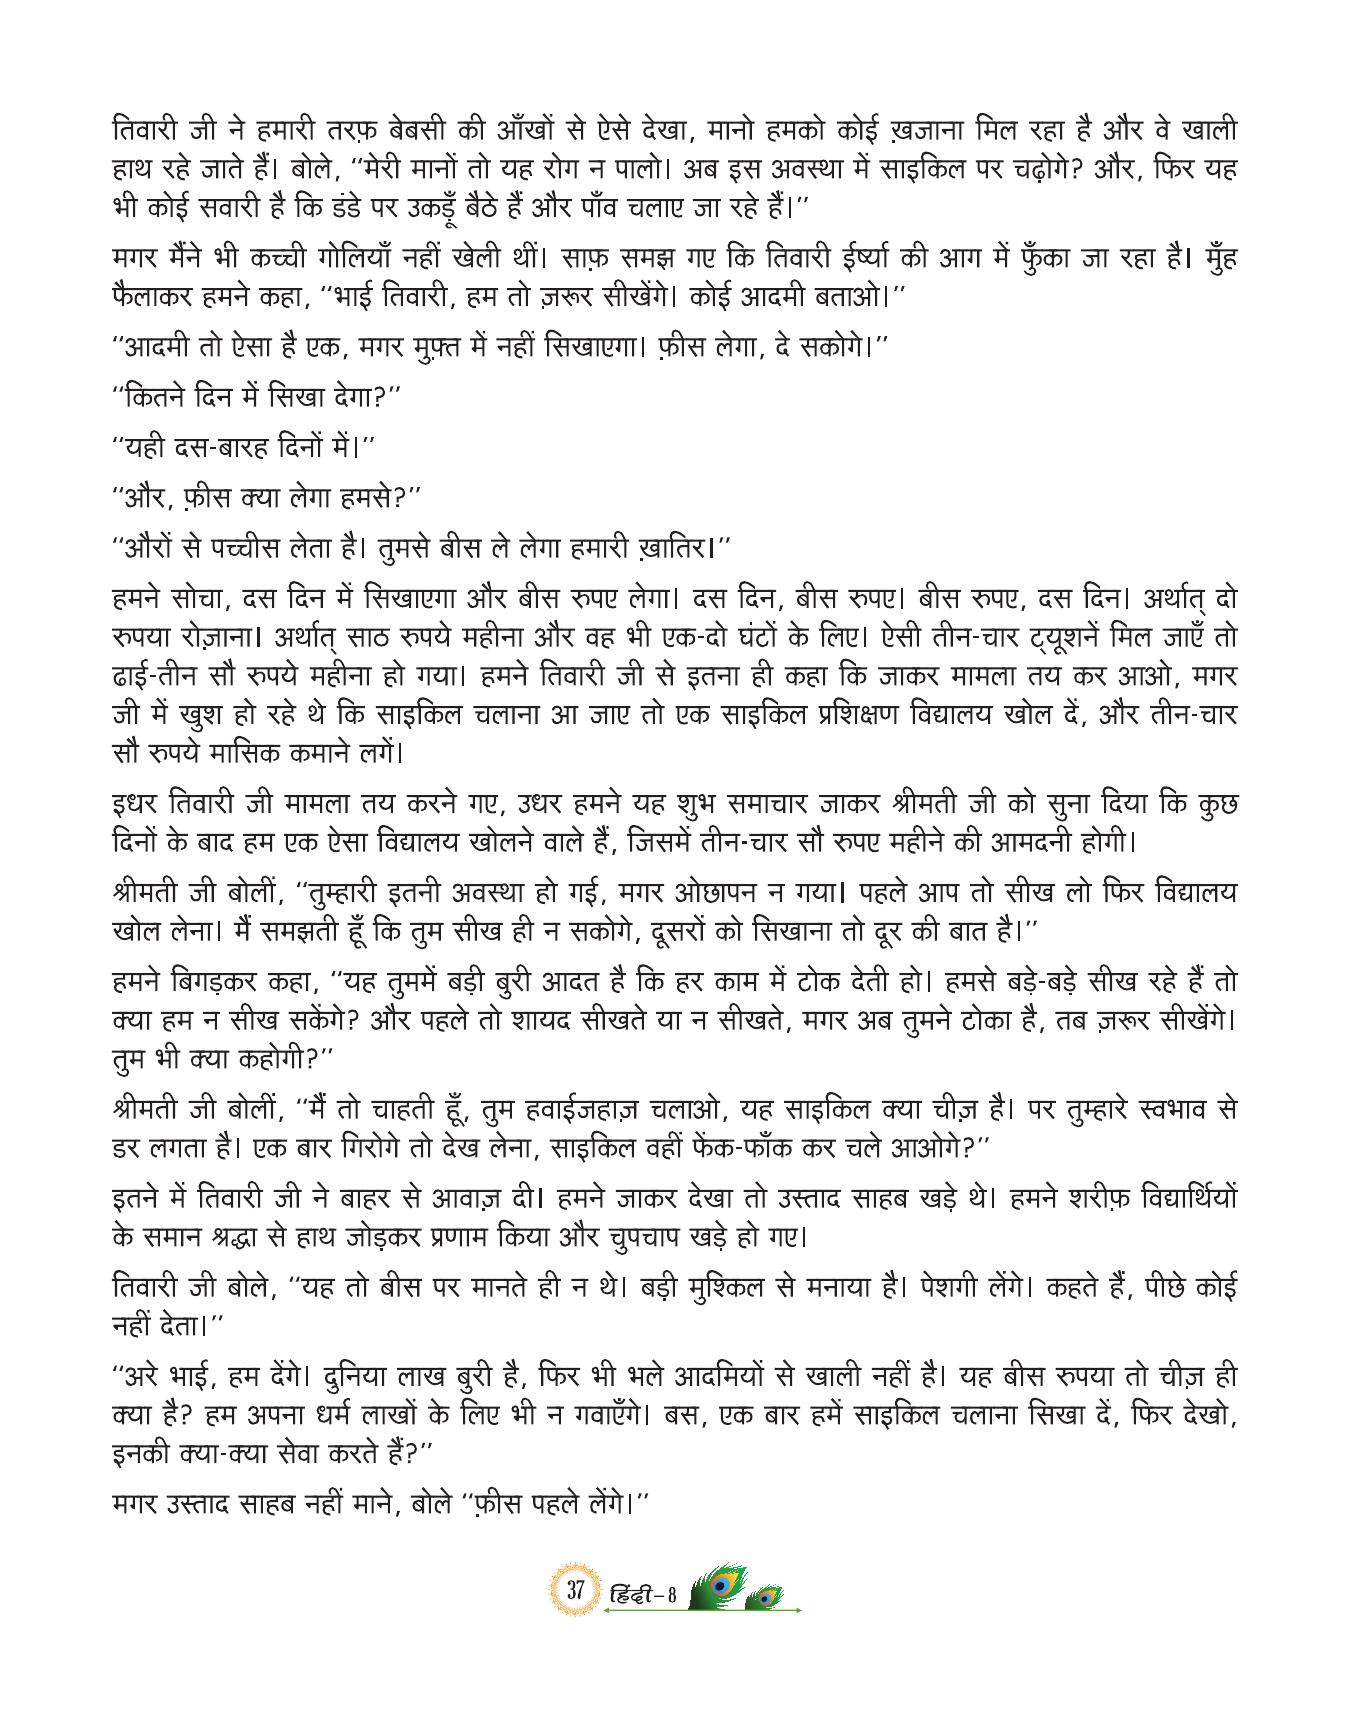 तिवारी जी ने हमारी तरफ़ बेबसी की आँखों से ऐसे देखा, मानो हमको कोई ख़जाना मिल रहा है और वे खाली
हाथ रहे जाते हैं। बोले, ‘‘मेरी मानों तो यह रोग न पालो। अब इस अवस्था में साइकिल पर चढ़ोगे? और, फिर यह
भी कोई सवारी है कि डंडे पर उकड़ूँ बैठे हैं और पाँव चलाए जा रहे हैं।’’
मगर मैंने भी कच्ची गोलियाँ नहीं खेली थीं। साफ़ समझ गए कि तिवारी ईर्ष्या की आग में फुँका जा रहा है। मुँह
फैलाकर हमने कहा, ‘‘भाई तिवारी, हम तो ज़रूर सीखेंगे। कोई आदमी बताओ।’’
‘‘आदमी तो ऐसा है एक, मगर मुफ़्त में नहीं सिखाएगा। फ़ीस लेगा, दे सकोगे।’’
‘‘कितने दिन में सिखा देगा?’’
‘‘यही दस-बारह दिनों में।’’
‘‘और, फ़ीस क्या लेगा हमसे?’’
‘‘औरों से पच्चीस लेता है। तुमसे बीस ले लेगा हमारी ख़ातिर।’’
हमने सोचा, दस दिन में सिखाएगा और बीस रुपए लेगा। दस दिन, बीस रुपए। बीस रुपए, दस दिन। अर्थात् दो
रुपया रोज़ाना। अर्थात् साठ रुपये महीना और वह भी एक-दो घंटों के लिए। ऐसी तीन-चार ट्यूशनें मिल जाएँ तो
ढाई-तीन सौ रुपये महीना हो गया। हमने तिवारी जी से इतना ही कहा कि जाकर मामला तय कर आओ, मगर
जी में खुश हो रहे थे कि साइकिल चलाना आ जाए तो एक साइकिल प्रशिक्षण विद्यालय खोल दें, और तीन-चार
सौ रुपये मासिक कमाने लगें।
इधर तिवारी जी मामला तय करने गए, उधर हमने यह शुभ समाचार जाकर श्रीमती जी को सुना दिया कि कुछ
दिनों के बाद हम एक ऐसा विद्यालय खोलने वाले हैं, जिसमें तीन-चार सौ रुपए महीने की आमदनी होगी।
श्रीमती जी बोलीं, ‘‘तुम्हारी इतनी अवस्था हो गई, मगर ओछापन न गया। पहले आप तो सीख लो फिर विद्यालय
खोल लेना। मैं समझती हूँ कि तुम सीख ही न सकोगे, दूसरों को सिखाना तो दूर की बात है।’’
हमने बिगड़कर कहा, ‘‘यह तुममें बड़ी बुरी आदत है कि हर काम में टोक देती हो। हमसे बड़े-बड़े सीख रहे हैं तो
क्या हम न सीख सकेंगे? और पहले तो शायद सीखते या न सीखते, मगर अब तुमने टोका है, तब ज़रूर सीखेंगे।
तुम भी क्या कहोगी?’’
श्रीमती जी बोलीं, ‘‘मैं तो चाहती हूँ, तुम हवाईजहाज़ चलाओ, यह साइकिल क्या चीज़ है। पर तुम्हारे स्वभाव से
डर लगता है। एक बार गिरोगे तो देख लेना, साइकिल वहीं फेंक-फाँक कर चले आओगे?’’
इतने में तिवारी जी ने बाहर से आवाज़ दी। हमने जाकर देखा तो उस्ताद साहब खड़े थे। हमने शरीफ़ विद्यार्थियों
के समान श्रद्धा से हाथ जोड़कर प्रणाम किया और चुपचाप खड़े हो गए।
तिवारी जी बोले, ‘‘यह तो बीस पर मानते ही न थे। बड़ी मुश्किल से मनाया है। पेशगी लेंगे। कहते हैं, पीछे कोई
नहीं देता।’’
‘‘अरे भाई, हम देंगे। दुनिया लाख बुरी है, फिर भी भले आदमियों से खाली नहीं है। यह बीस रुपया तो चीज़ ही
क्या है? हम अपना धर्म लाखों के लिए भी न गवाएँगे। बस, एक बार हमें साइकिल चलाना सिखा दें, फिर देखो,
इनकी क्या-क्या सेवा करते हैं?’’
मगर उस्ताद साहब नहीं माने, बोले ‘‘फ़ीस पहले लेंगे।’’
37 हिंदी–8